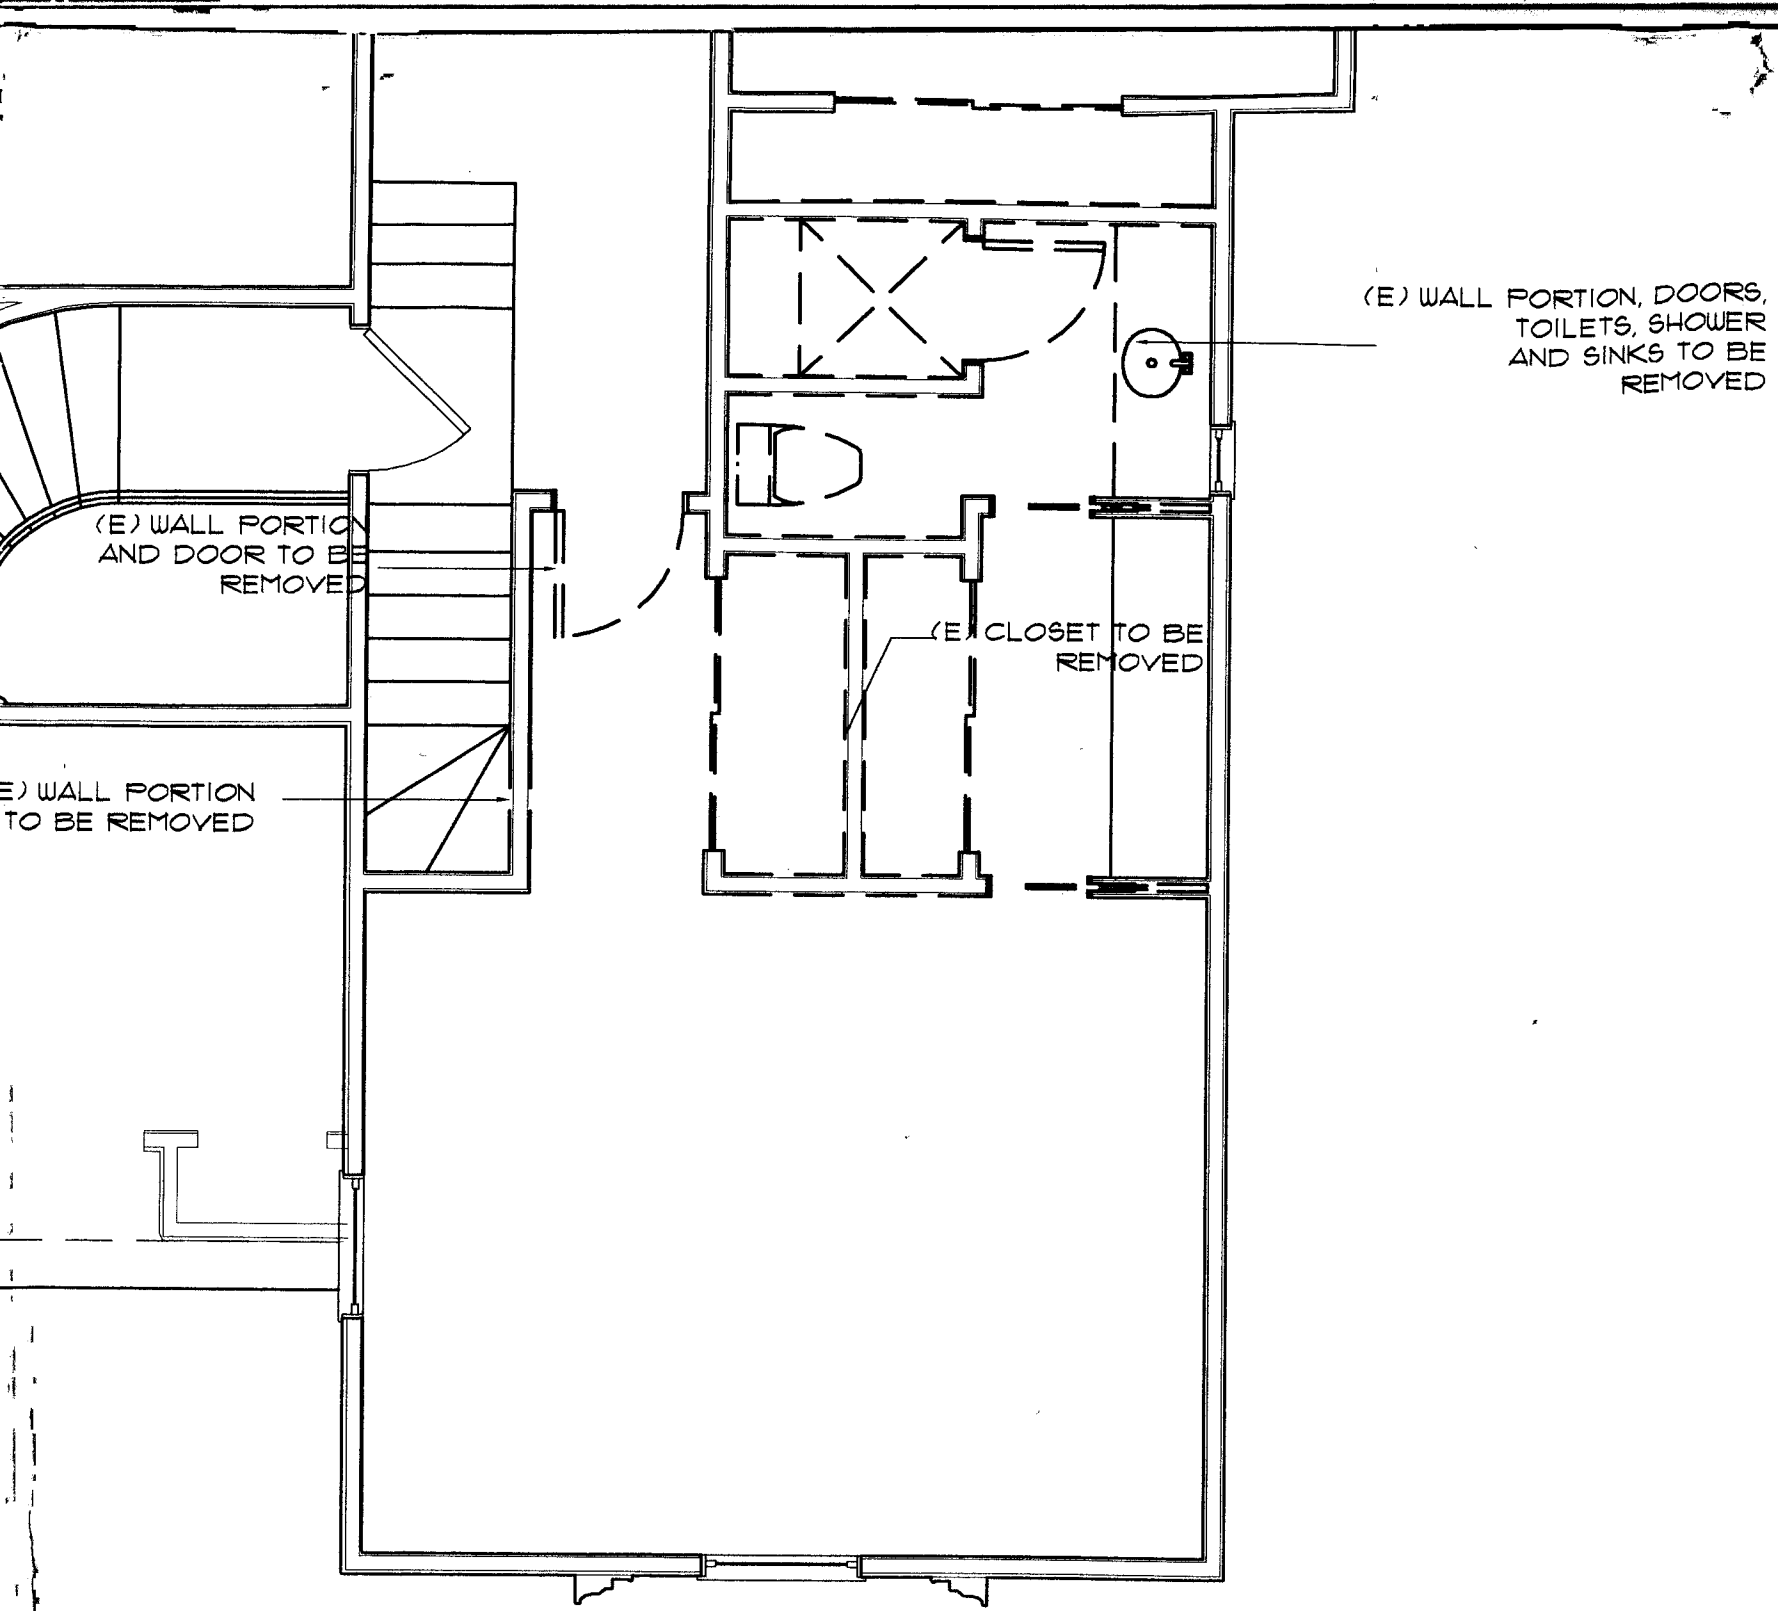 (E) WALL PORTION, DOORS,
TOILETS, SHOWER
AND SINKS TO BE
REMOVED
(E) WALL PORTION
AND DOOR TO BE
REMOVED
(E) CLOSET TO BE
REMOVED
E) WALL PORTION
TO BE REMOVED